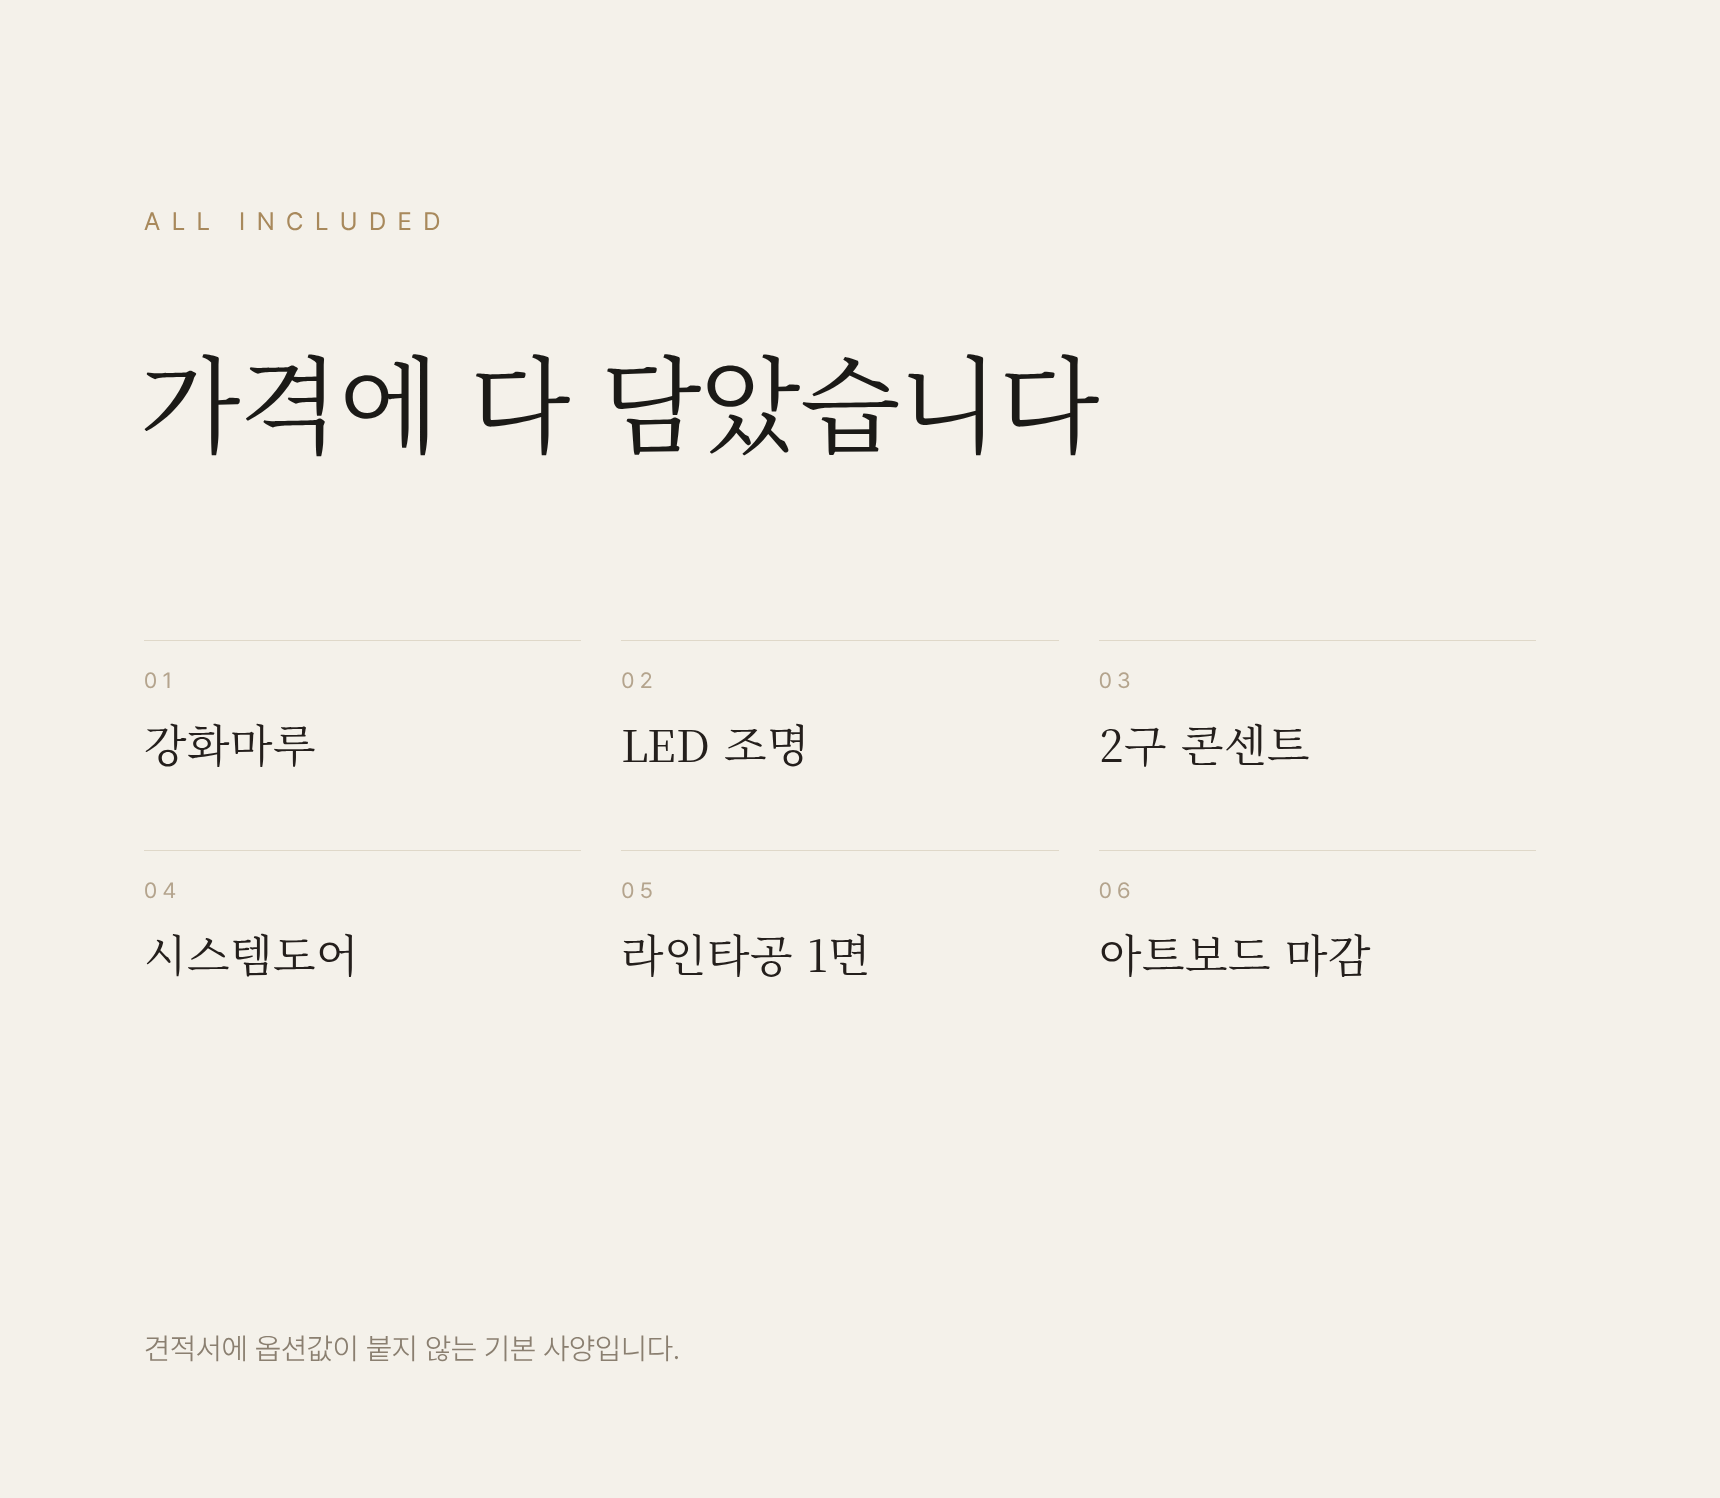 ALL INCLUDED
가격에 다 담았습니다
01
강화마루
02
LED 조명
03
2구 콘센트
04
시스템도어
05
라인타공 1면
06
아트보드 마감
견적서에 옵션값이 붙지 않는 기본 사양입니다.